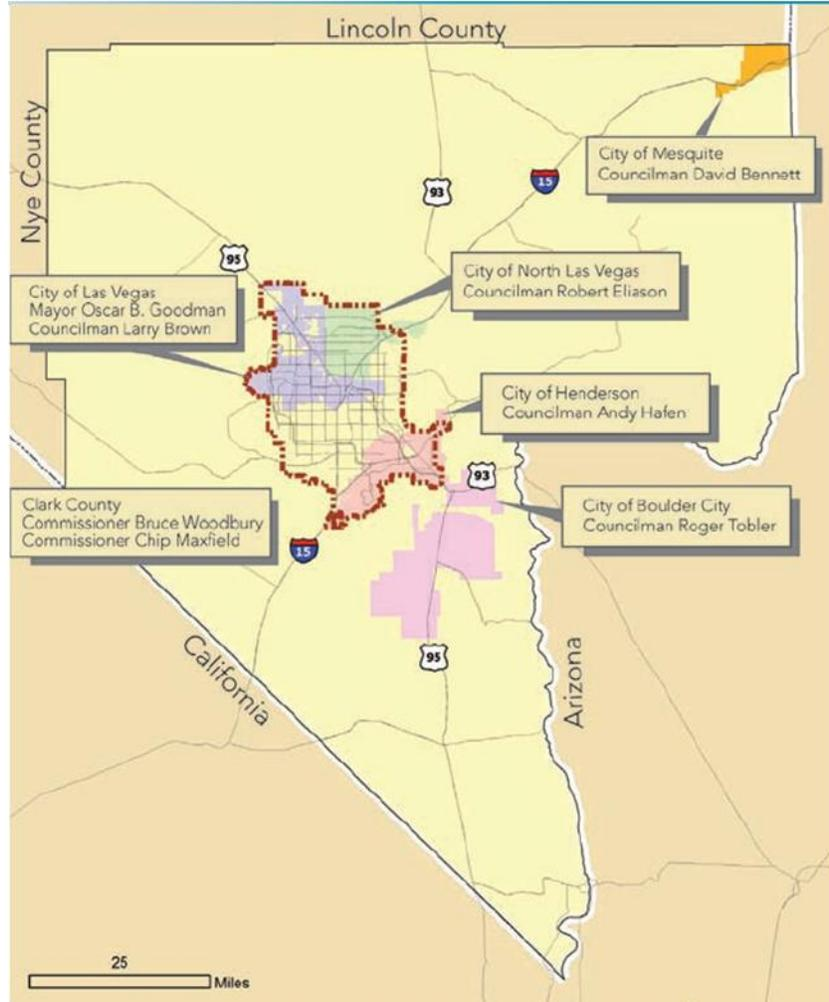 Lincoln County
Nye County
City of Mesquite
Councilman David Bennett
93
15
95
City of North Las Vegas
Councilman Robert Eliason
City of Las Vegas
Mayor Oscar B. Goodman
Councilman Larry Brown
City of Henderson
Councilman Andy Hafen
93
City of Boulder City
Councilman Roger Tobler
Clark County
Commissioner Bruce Woodbury
Commissioner Chip Maxfield
15
95
California
Arizona
25
Miles